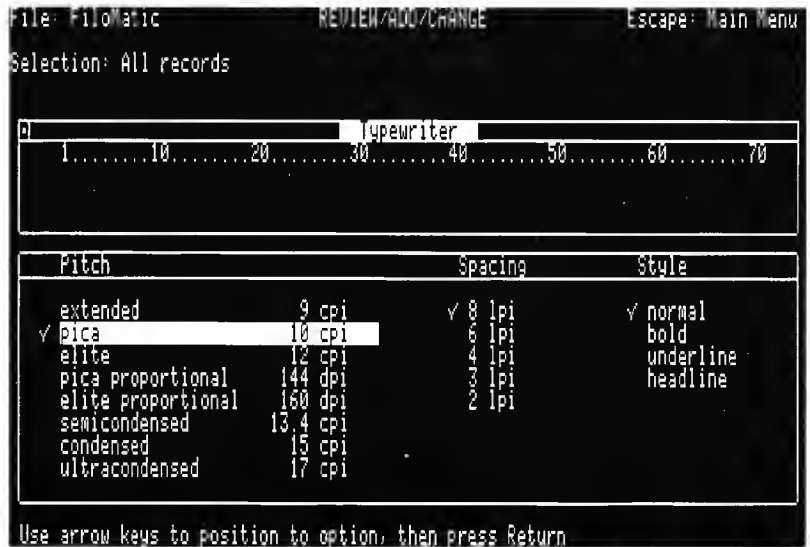 File: FiloMatic REVIEW/ADD/CHANGE Escape: Main Menu
Selection: All records
Typewriter
1........10........20........30........40........50........60........70
Pitch Spacing Style
extended 9 cpi √ 8 lpi √ normal
√ pica 10 cpi 6 lpi bold
elite 12 cpi 4 lpi underline
pica proportional 144 dpi 3 lpi headline
elite proportional 160 dpi 2 lpi
semicondensed 13.4 cpi
condensed 15 cpi
ultracondensed 17 cpi
Use arrow keys to position to option, then press Return